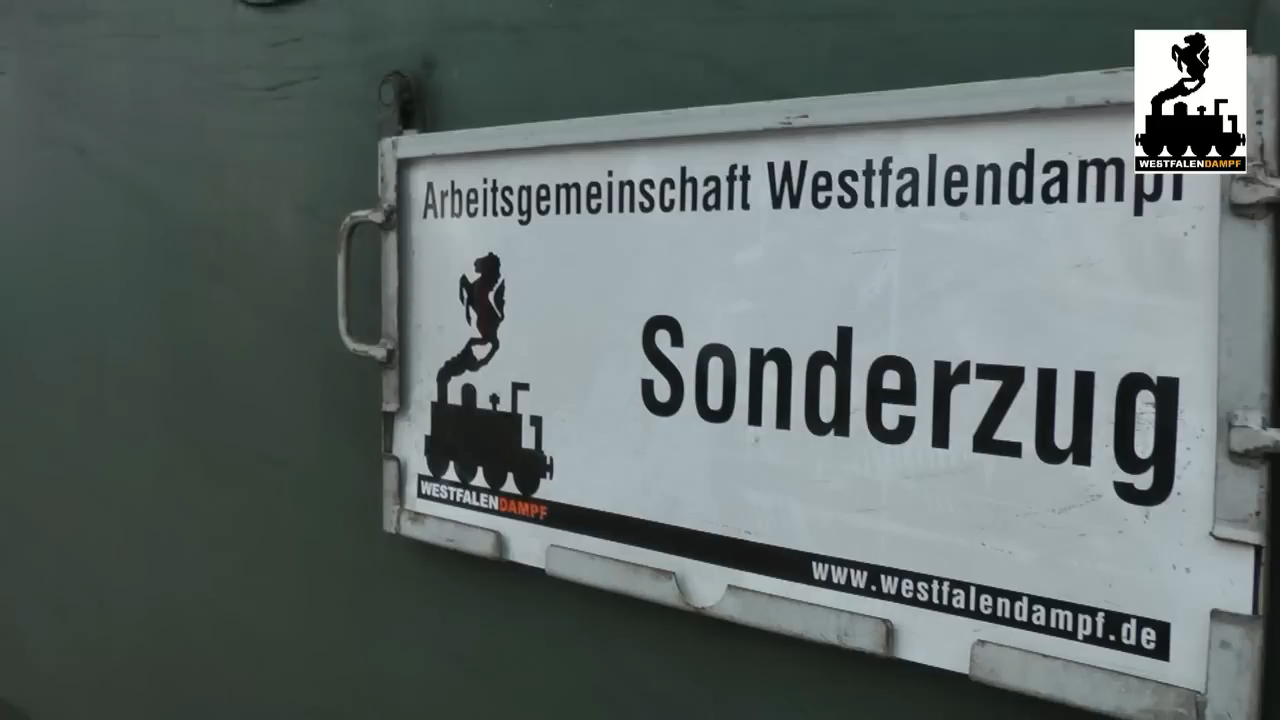 Arbeitsgemeinschaft Westfalendampf
Sonderzug
WESTFALENDAMPF
www.westfalendampf.de
WESTFALENDAMPF